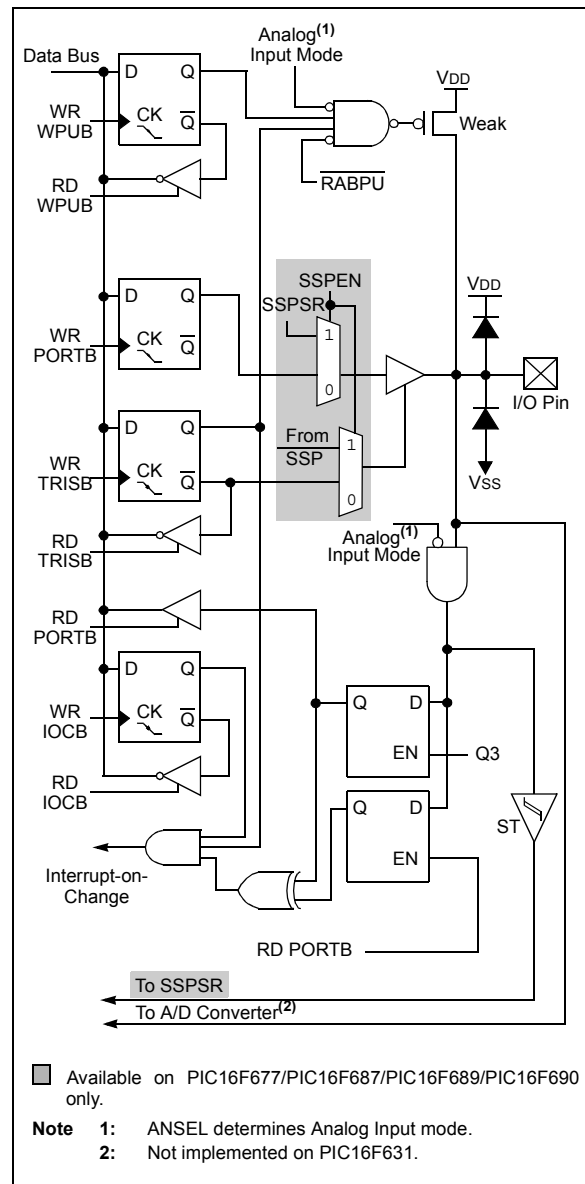 Analog(1)
Input Mode
Data Bus
D Q
VDD
WR
WPUB
CK Q
Weak
RD
WPUB
RABPU
SSPEN
SSPSR
VDD
D Q
1
WR
PORTB
CK Q
0
I/O Pin
D Q
From
SSP
1
WR
TRISB
CK Q
VSS
0
Analog(1)
Input Mode
RD
TRISB
RD
PORTB
D Q
WR
IOCB
CK Q
Q D
EN
Q3
RD
IOCB
Q D
ST
EN
Interrupt-on-
Change
RD PORTB
To SSPSR
To A/D Converter(2)
Available on PIC16F677/PIC16F687/PIC16F689/PIC16F690
only.
Note 1: ANSEL determines Analog Input mode.
2: Not implemented on PIC16F631.